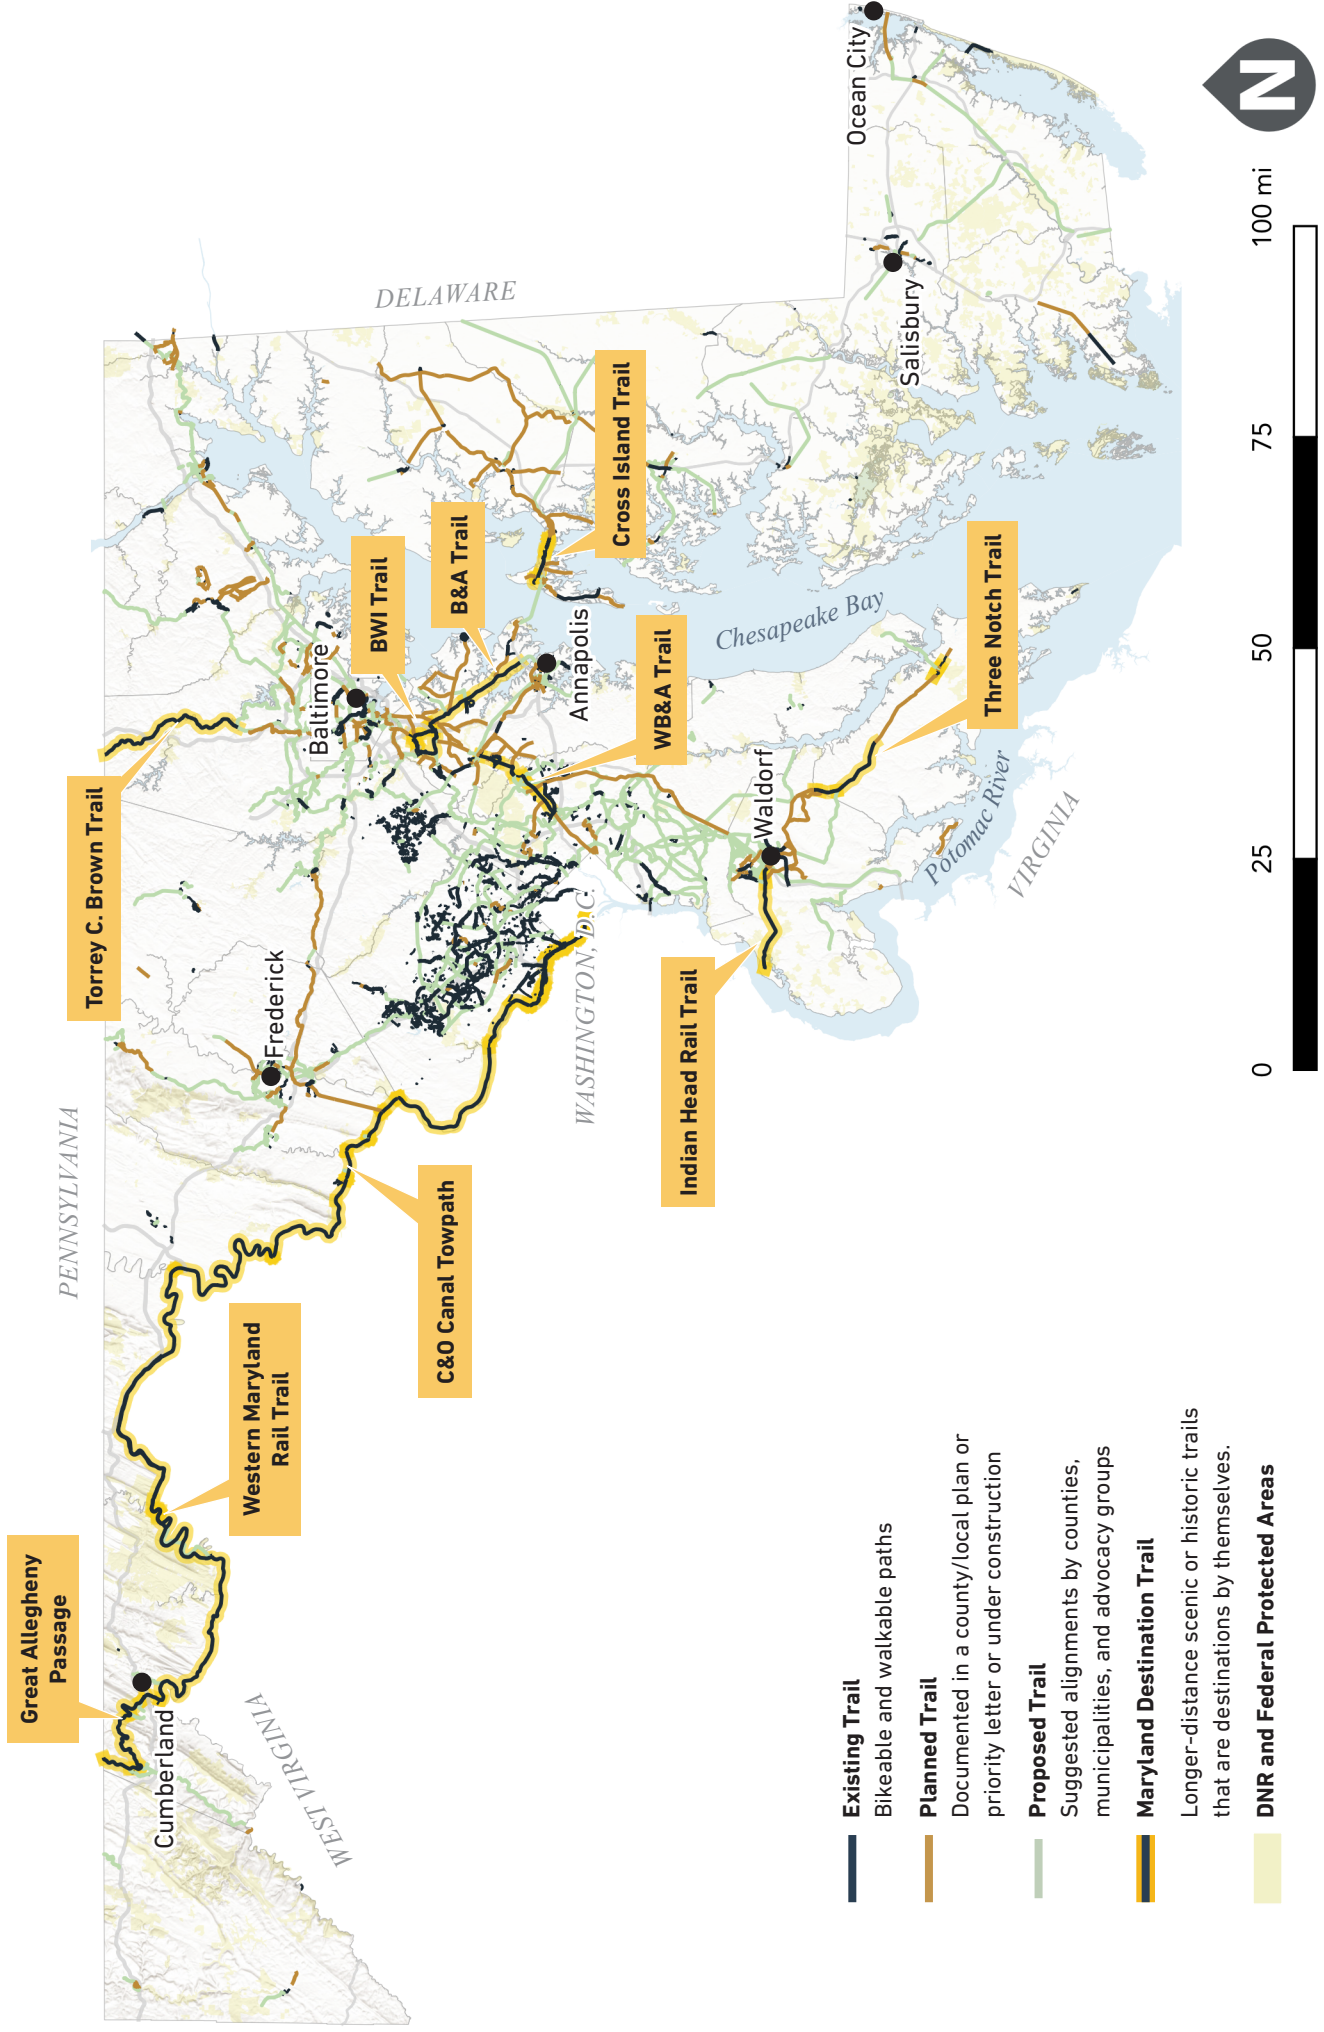 Great Allegheny
Passage
PENNSYLVANIA
Torrey C. Brown Trail
Cumberland
Western Maryland
Rail Trail
WEST VIRGINIA
Frederick
Baltimore
BWI Trail
B&A Trail
DELAWARE
C&O Canal Towpath
WASHINGTON, D.C.
Annapolis
Cross Island Trail
WB&A Trail
Indian Head Rail Trail
Waldorf
Chesapeake Bay
Ocean City
Salisbury
Three Notch Trail
Potomac River
VIRGINIA
Existing Trail
Bikeable and walkable paths
Planned Trail
Documented in a county/local plan or
priority letter or under construction
Proposed Trail
Suggested alignments by counties,
municipalities, and advocacy groups
Maryland Destination Trail
Longer-distance scenic or historic trails
that are destinations by themselves.
DNR and Federal Protected Areas
0
25
50
75
100 mi
N